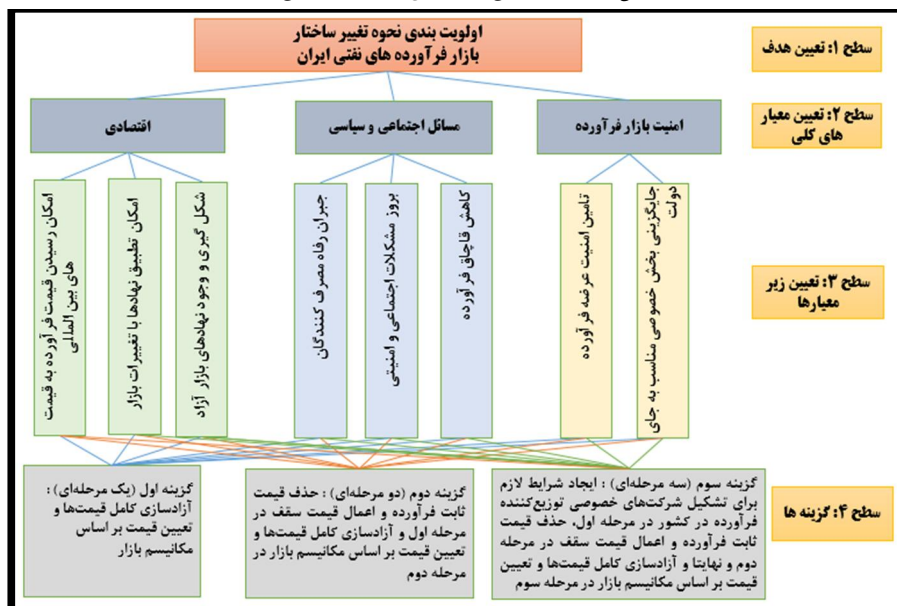 اولویت بندی نحوه تغییر ساختار
بازار فرآورده های نفتی ایران
سطح ۱: تعیین هدف
سطح ۲: تعیین معیار
های کلی
امنیت بازار فرآورده
مسائل اجتماعی و سیاسی
اقتصادی
سطح ۳: تعیین زیر
معیارها
جایگزینی بخش خصوصی مناسب به جای
دولت
تامین امنیت عرضه فرآورده
کاهش قاچاق فرآورده
بروز مشکلات اجتماعی و امنیتی
جبران رفاه مصرف کنندگان
شکل گیری و وجود نهادهای بازار آزاد
امکان تطبیق نهادها با تغییرات بازار
امکان رسیدن قیمت فرآورده به قیمت
های بین المللی
سطح ۴: گزینه ها
گزینه سوم (سه مرحله‌ای): ایجاد شرایط لازم
برای تشکیل شرکت‌های خصوصی توزیع‌کننده
فرآورده در کشور در مرحله اول، حذف قیمت
ثابت فرآورده و اعمال قیمت سقف در مرحله
دوم و نهایتا و آزادسازی کامل قیمت‌ها و تعیین
قیمت بر اساس مکانیسم بازار در مرحله سوم
گزینه دوم (دو مرحله‌ای): حذف قیمت
ثابت فرآورده و اعمال قیمت سقف در
مرحله اول و آزادسازی کامل قیمت‌ها و
تعیین قیمت بر اساس مکانیسم بازار در
مرحله دوم
گزینه اول (یک مرحله‌ای):
آزادسازی کامل قیمت‌ها و
تعیین قیمت بر اساس
مکانیسم بازار